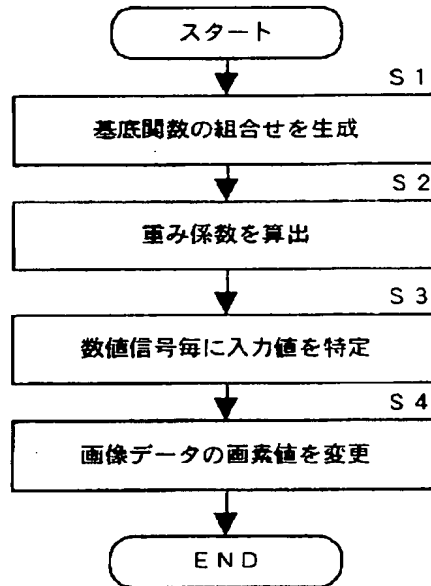 スタート
S1
基底関数の組合せを生成
S2
重み係数を算出
S3
数値信号毎に入力値を特定
S4
画像データの画素値を変更
END